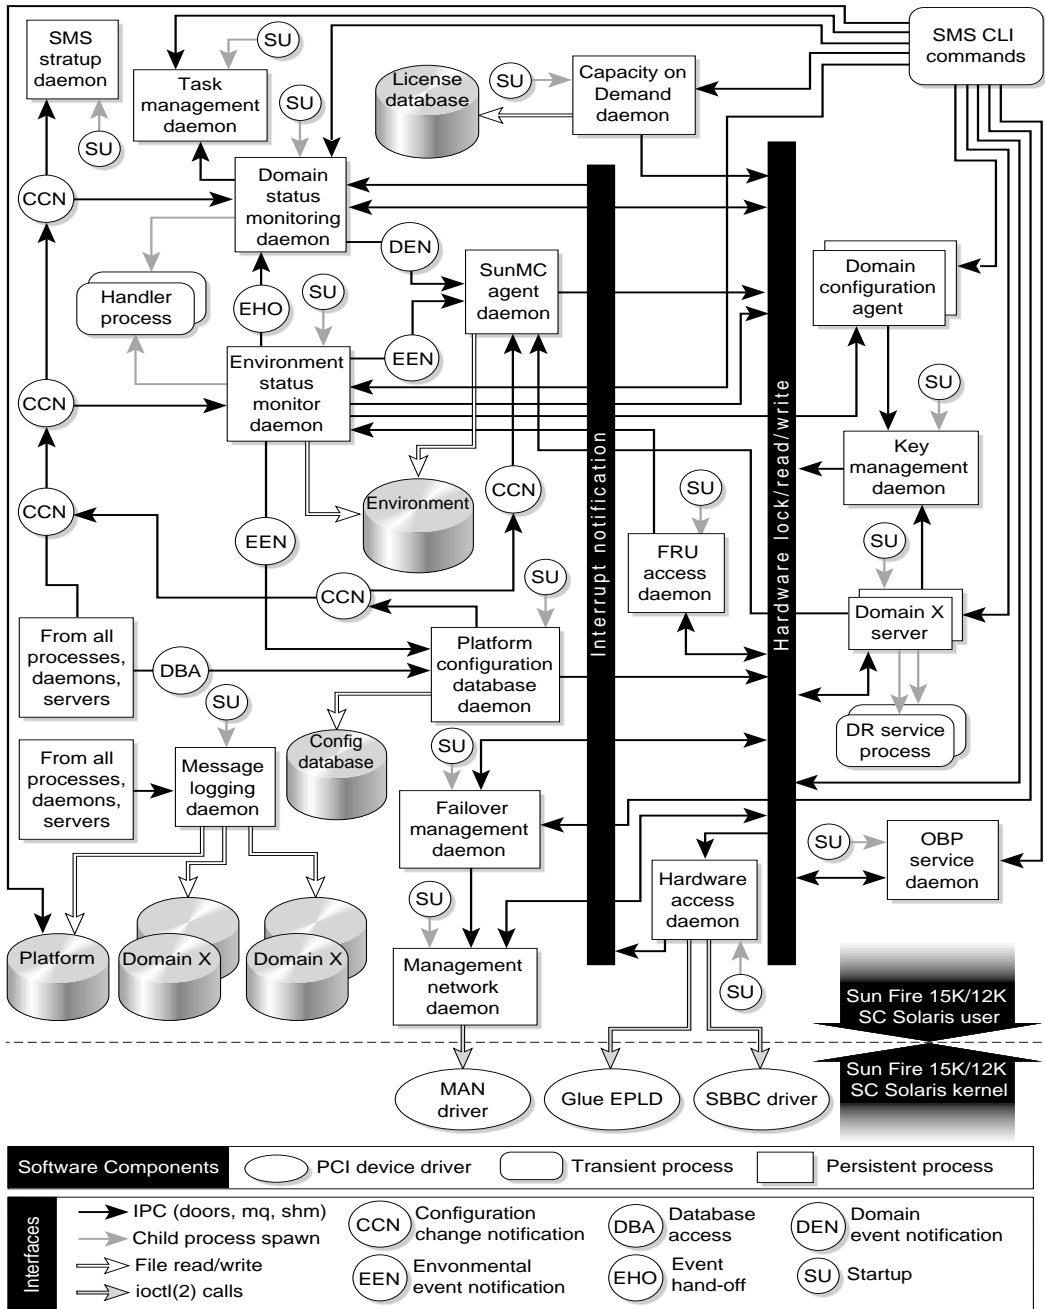 SMS
stratup
daemon
SU
Task
management
daemon
SU
SU
License
database
SU
Capacity on
Demand
daemon
SMS CLI
commands
SU
CCN
Domain
status
monitoring
daemon
DEN
SunMC
agent
daemon
Domain
configuration
agent
Handler
process
EHO
SU
EEN
Environment
status
monitor
daemon
CCN
SU
Key
management
daemon
Interrupt notification
Hardware lock/read/write
CCN
EEN
Environment
CCN
SU
FRU
access
daemon
SU
CCN
SU
Domain X
server
From all
processes,
daemons,
servers
DBA
Platform
configuration
database
daemon
SU
Config
database
SU
DR service
process
From all
processes,
daemons,
servers
Message
logging
daemon
Failover
management
daemon
SU
OBP
service
daemon
SU
Hardware
access
daemon
Platform
Domain X
Domain X
Management
network
daemon
SU
Sun Fire 15K/12K
SC Solaris user
Sun Fire 15K/12K
SC Solaris kernel
MAN
driver
Glue EPLD
SBBC driver
Software Components
PCI device driver
Transient process
Persistent process
Interfaces
IPC (doors, mq, shm)
Child process spawn
File read/write
ioctl(2) calls
CCN
Configuration
change notification
EEN
Envonmental
event notification
DBA
Database
access
EHO
Event
hand-off
DEN
Domain
event notification
SU
Startup